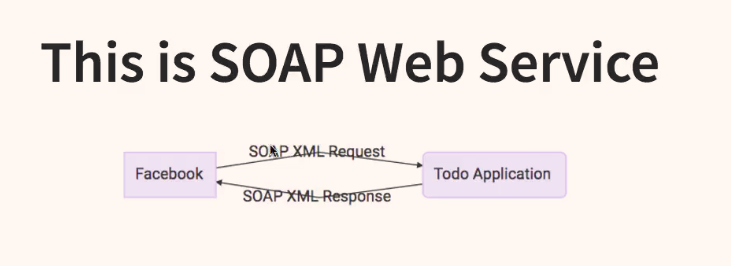 This is SOAP Web Service
SOAP XML Request
Facebook
Todo Application
SOAP XML Response